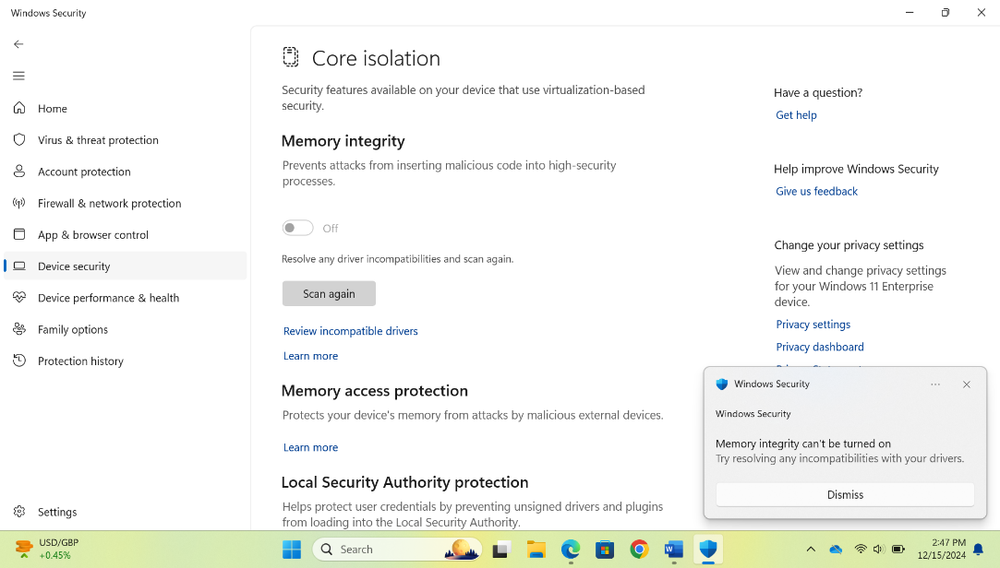 Windows Security
Home
Virus & threat protection
Account protection
Firewall & network protection
App & browser control
Device security
Device performance & health
Family options
Protection history
Settings
Core isolation
Security features available on your device that use virtualization-based
security.
Memory integrity
Prevents attacks from inserting malicious code into high-security
processes.
Off
Resolve any driver incompatibilities and scan again.
Scan again
Review incompatible drivers
Learn more
Memory access protection
Protects your device's memory from attacks by malicious external devices.
Learn more
Local Security Authority protection
Helps protect user credentials by preventing unsigned drivers and plugins
from loading into the Local Security Authority.
Have a question?
Get help
Help improve Windows Security
Give us feedback
Change your privacy settings
View and change privacy settings
for your Windows 11 Enterprise
device.
Privacy settings
Privacy dashboard
Windows Security
Windows Security
Memory integrity can't be turned on
Try resolving any incompatibilities with your drivers.
Dismiss
USD/GBP
+0.45%
Search
2:47 PM
12/15/2024